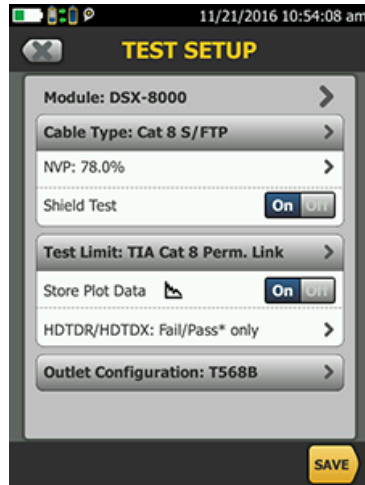 11/21/2016 10:54:08 am
TEST SETUP
Module: DSX-8000
Cable Type: Cat 8 S/FTP
NVP: 78.0%
Shield Test On Off
Test Limit: TIA Cat 8 Perm. Link
Store Plot Data On Off
HDTDR/HDTDX: Fail/Pass* only
Outlet Configuration: T568B
SAVE